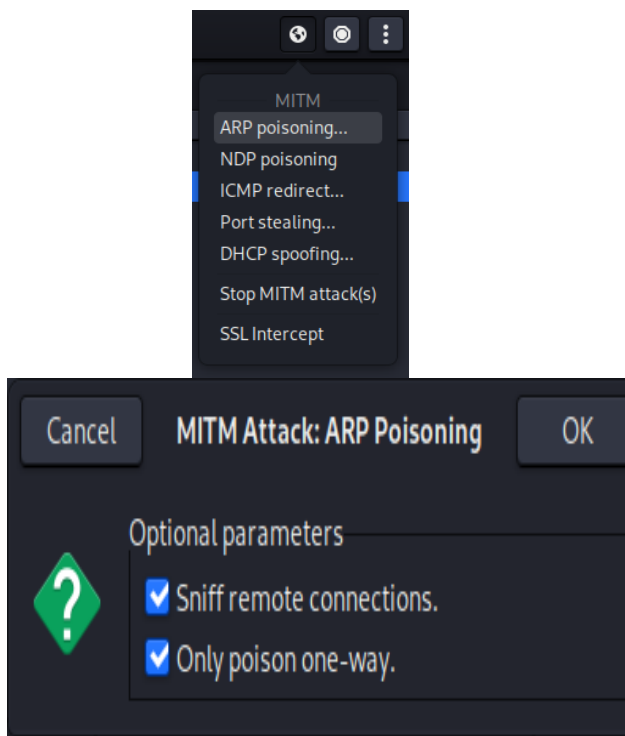 MITM
ARP poisoning...
NDP poisoning
ICMP redirect...
Port stealing...
DHCP spoofing...
Stop MITM attack(s)
SSL Intercept
Cancel MITM Attack: ARP Poisoning OK
Optional parameters
Sniff remote connections.
Only poison one-way.